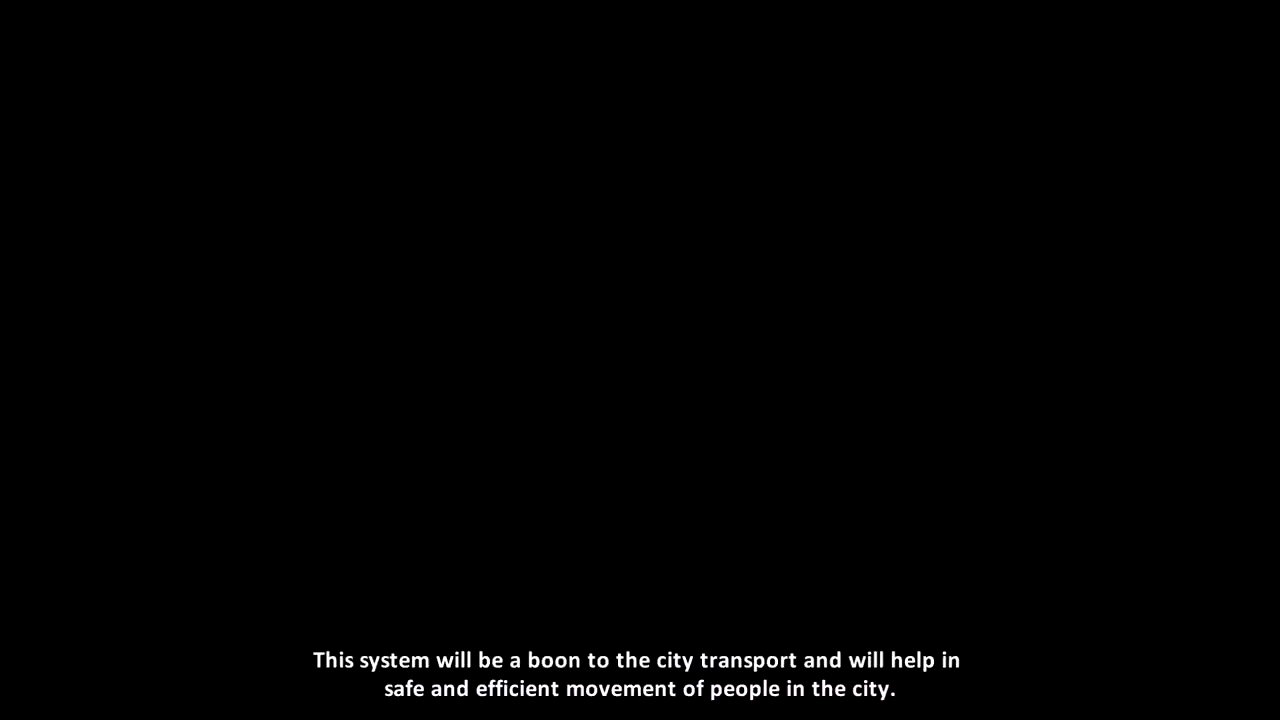 This system will be a boon to the city transport and will help in
safe and efficient movement of people in the city.